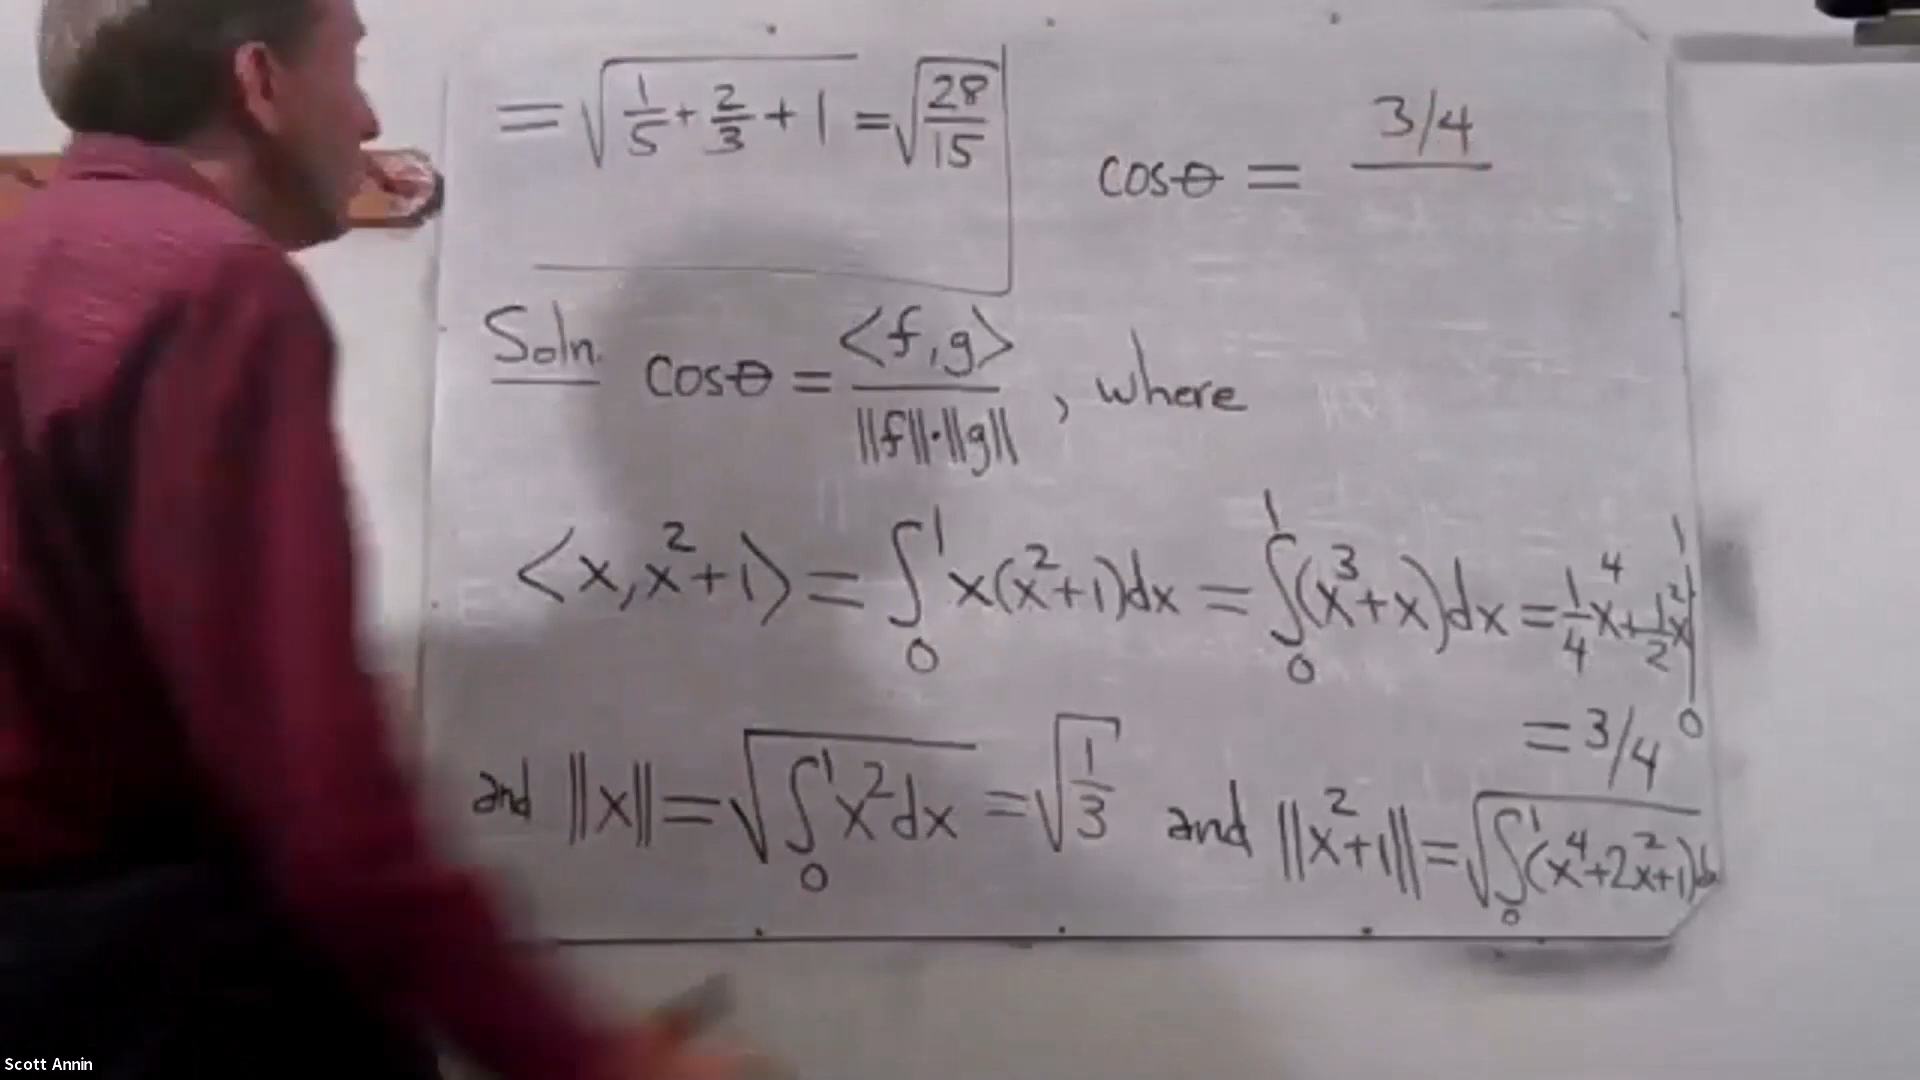 = √(1/5 + 2/3 + 1) = √(28/15)
cosθ = 3/4
Soln. cosθ = <f,g> / ||f||·||g|| , where
<x, x²+1> = ∫₀¹ x(x²+1)dx = ∫₀¹ (x³+x)dx = 1/4 x⁴ + 1/2 x² |₀¹
= 3/4
and ||x|| = √(∫₀¹ x² dx) = √(1/3) and ||x²+1|| = √(∫₀¹ (x⁴+2x²+1)dx)
Scott Annin